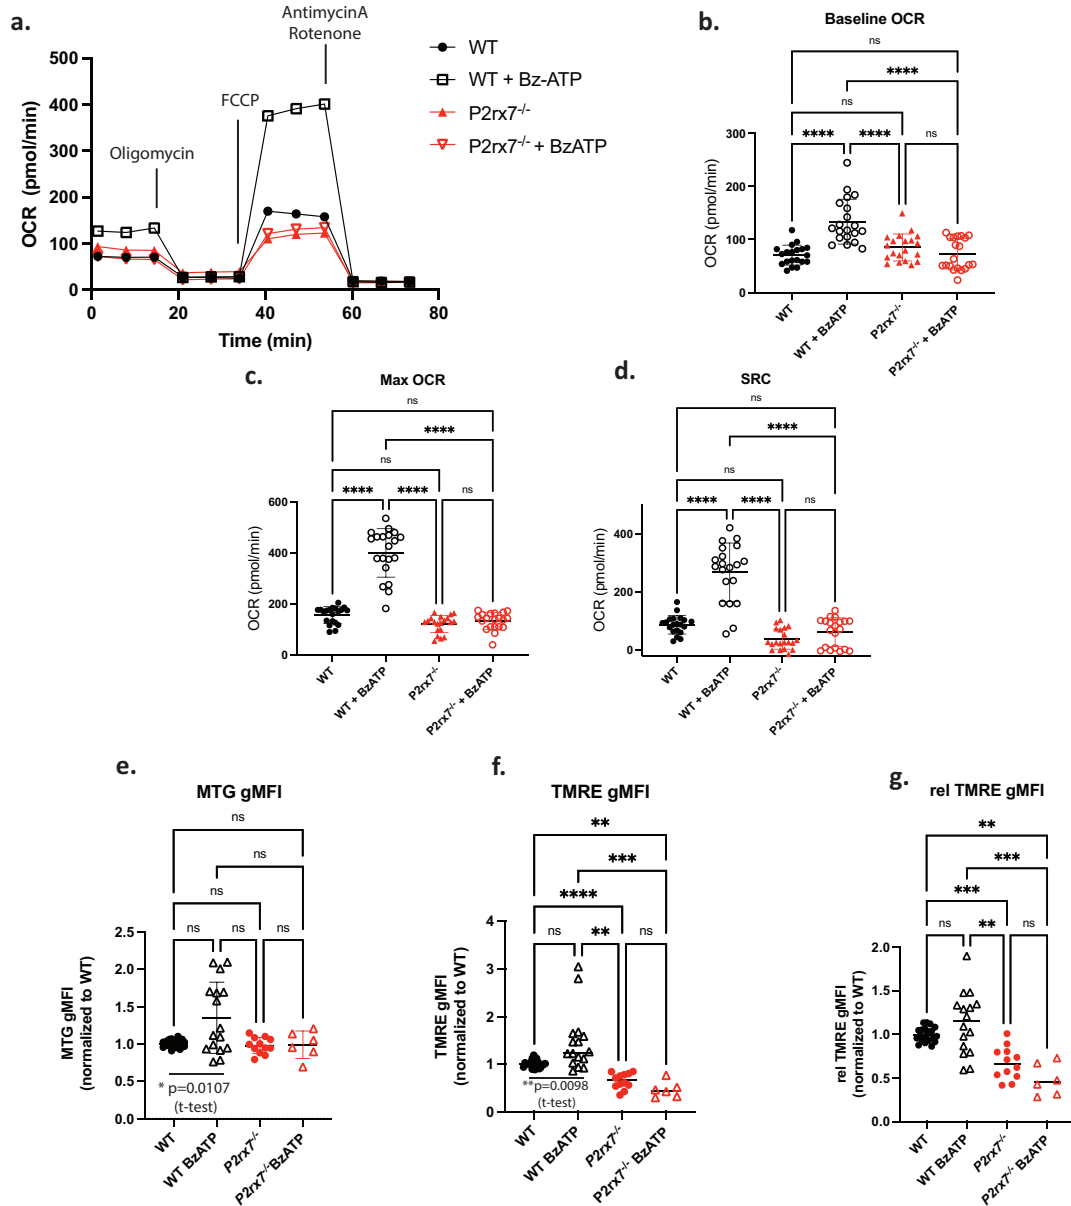 a.
AntimycinA
Rotenone
FCCP
Oligomycin
500
400
300
200
100
0
OCR (pmol/min)
0
20
40
60
80
Time (min)
WT
WT + Bz-ATP
P2rx7-/-
P2rx7-/- + BzATP
b.
Baseline OCR
ns
****
ns
**** **** ns
300
200
100
0
OCR (pmol/min)
WT
WT + BzATP
P2rx7-/-
P2rx7-/- + BzATP
c.
Max OCR
ns
****
ns
**** **** ns
600
400
200
0
OCR (pmol/min)
WT
WT + BzATP
P2rx7-/-
P2rx7-/- + BzATP
d.
SRC
ns
****
ns
**** **** ns
400
200
0
OCR (pmol/min)
WT
WT + BzATP
P2rx7-/-
P2rx7-/- + BzATP
e.
MTG gMFI
ns
ns
ns
ns ns ns
2.5
2.0
1.5
1.0
0.5
0.0
MTG gMFI
(normalized to WT)
* p=0.0107
(t-test)
WT
WT BzATP
P2rx7-/-
P2rx7-/-BzATP
f.
TMRE gMFI
**
***
****
ns ** ns
4
3
2
1
0
TMRE gMFI
(normalized to WT)
**p=0.0098
(t-test)
WT
WT BzATP
P2rx7-/-
P2rx7-/- BzATP
g.
rel TMRE gMFI
**
***
***
ns ** ns
2.0
1.5
1.0
0.5
0.0
rel TMRE gMFI
(normalized to WT)
WT
WT BzATP
P2rx7-/-
P2rx7-/- BzATP